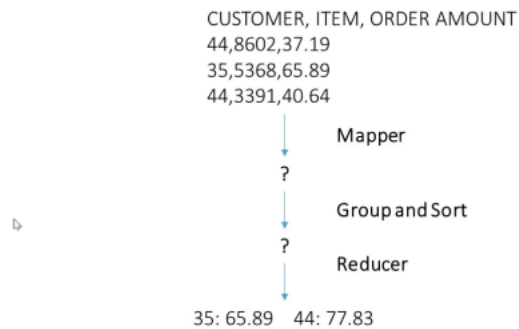 CUSTOMER, ITEM, ORDER AMOUNT
44,8602,37.19
35,5368,65.89
44,3391,40.64
Mapper
?
Group and Sort
?
Reducer
35: 65.89 44: 77.83